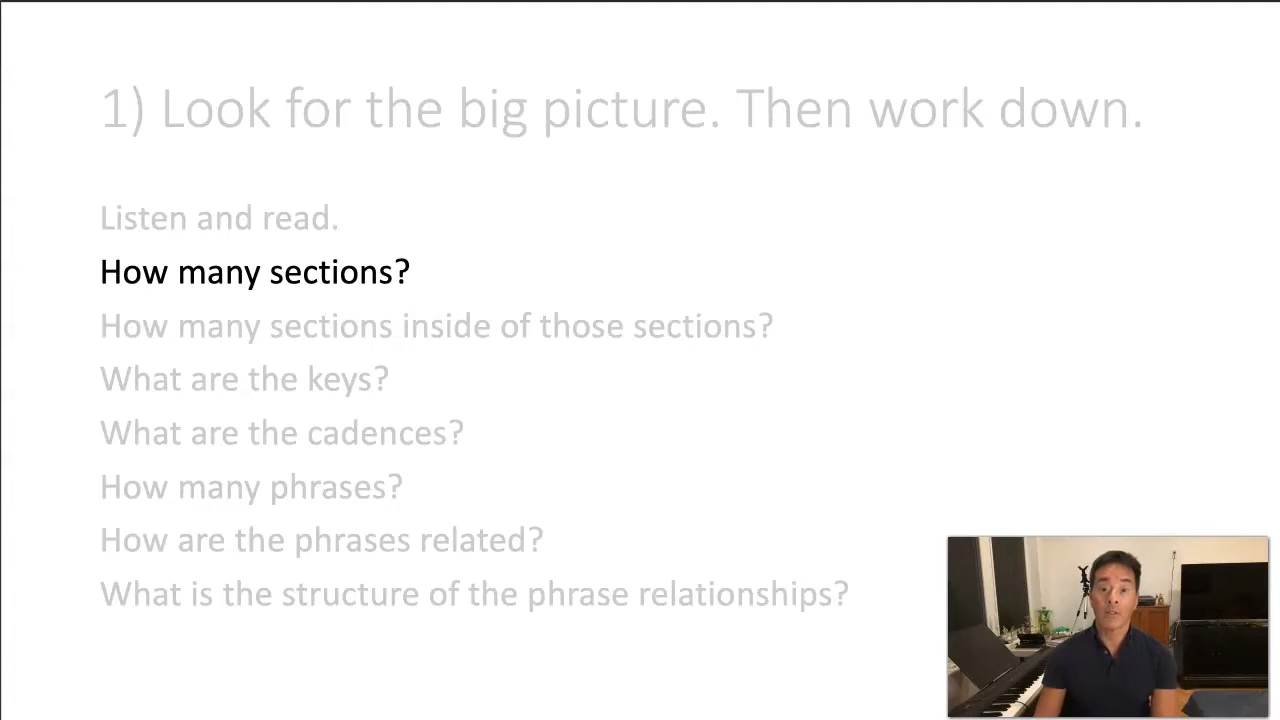 1) Look for the big picture. Then work down.
Listen and read.
How many sections?
How many sections inside of those sections?
What are the keys?
What are the cadences?
How many phrases?
How are the phrases related?
What is the structure of the phrase relationships?